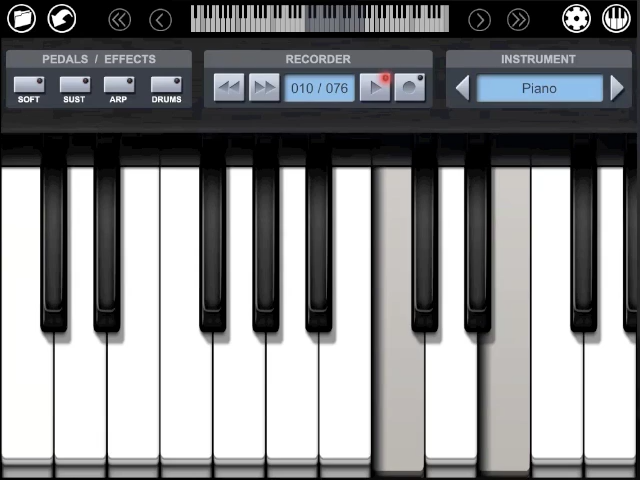 PEDALS / EFFECTS
RECORDER
INSTRUMENT
SOFT
SUST
ARP
DRUMS
010 / 076
Piano